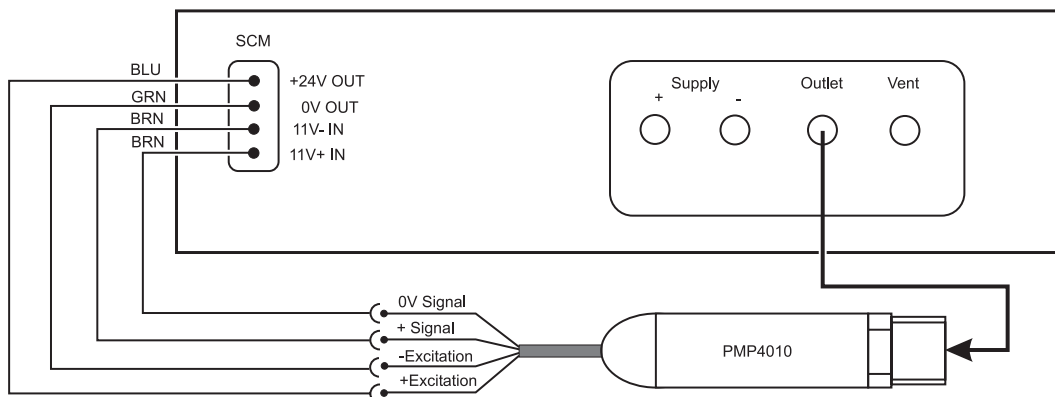 SCM
BLU
+24V OUT
GRN
0V OUT
BRN
11V- IN
BRN
11V+ IN
Supply
+
-
Outlet
Vent
0V Signal
+ Signal
-Excitation
+Excitation
PMP4010